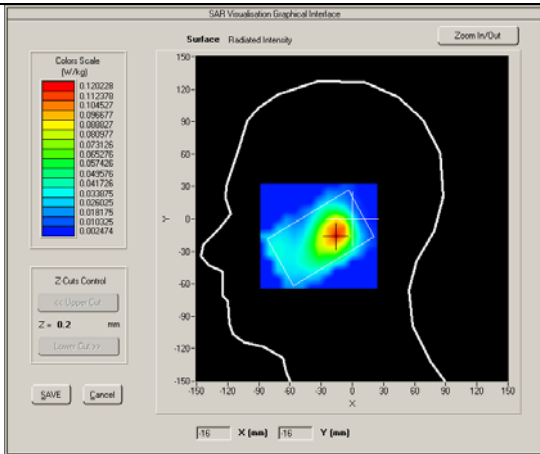 SAR Visualisation Graphical Interface
Surface Radiated Intensity
Zoom In/Out
Colors Scale
(W/kg)
0.120228
0.112378
0.104527
0.096677
0.088827
0.080977
0.073126
0.065276
0.057426
0.049576
0.041726
0.033875
0.026025
0.018175
0.010325
0.002474
Z Cuts Control
<< Upper Cut
Z = 0.2 mm
Lower Cut >>
SAVE Cancel
150
120
90
60
30
0
-30
-60
-90
-120
-150
Y
-150 -120 -90 -60 -30 0 30 60 90 120 150
X
-16 X (mm) -16 Y (mm)